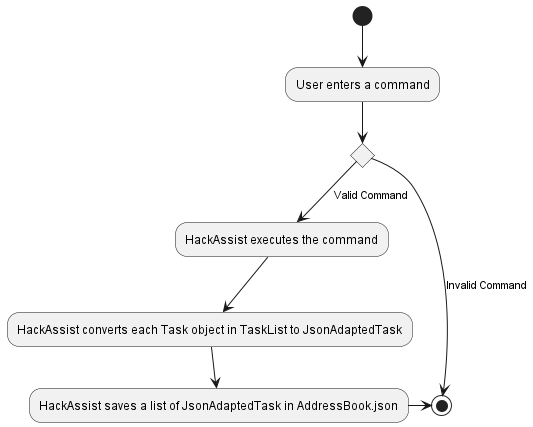 User enters a command
Valid Command
HackAssist executes the command
Invalid Command
HackAssist converts each Task object in TaskList to JsonAdaptedTask
HackAssist saves a list of JsonAdaptedTask in AddressBook.json